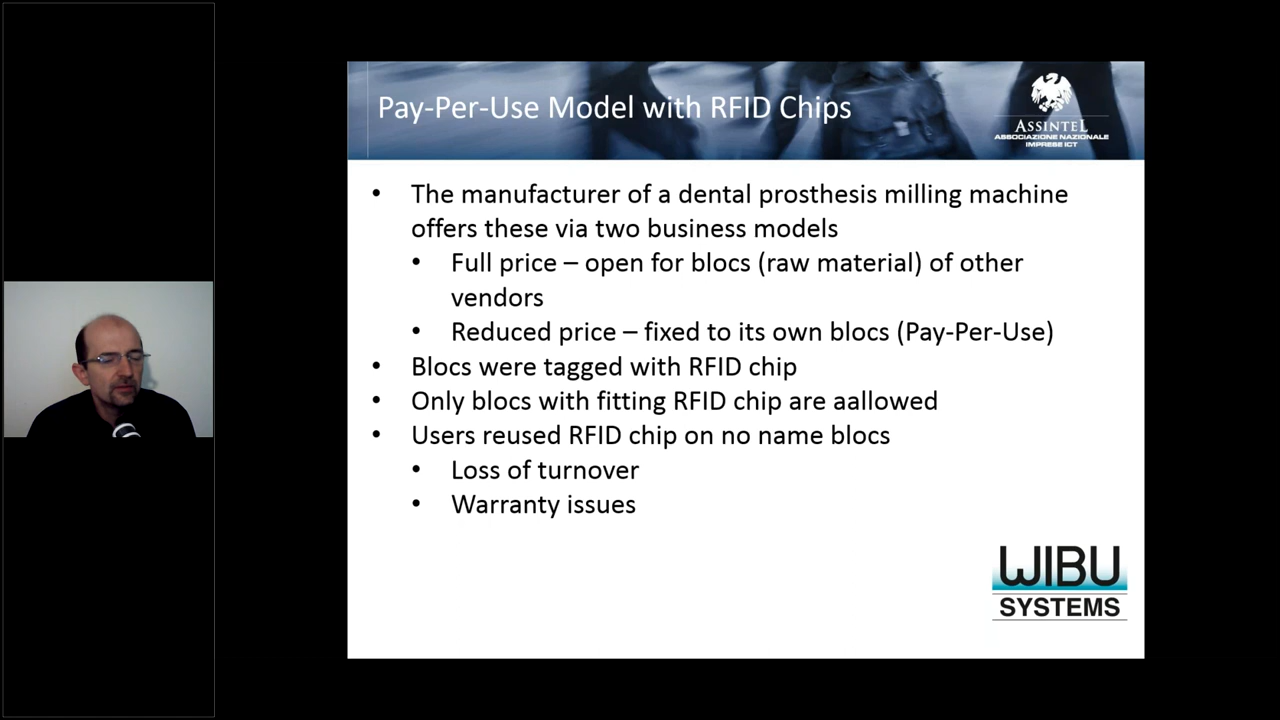 Pay-Per-Use Model with RFID Chips
ASSINTEL
ASSOCIAZIONE NAZIONALE
IMPRESE ICT
• The manufacturer of a dental prosthesis milling machine
offers these via two business models
• Full price – open for blocs (raw material) of other
vendors
• Reduced price – fixed to its own blocs (Pay-Per-Use)
• Blocs were tagged with RFID chip
• Only blocs with fitting RFID chip are aallowed
• Users reused RFID chip on no name blocs
• Loss of turnover
• Warranty issues
WIBU
SYSTEMS